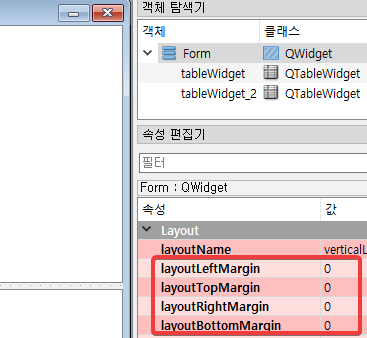 객체 탐색기
객체 클래스
Form QWidget
tableWidget QTableWidget
tableWidget_2 QTableWidget
속성 편집기
필터
Form : QWidget
속성 값
Layout
layoutName verticalL
layoutLeftMargin 0
layoutTopMargin 0
layoutRightMargin 0
layoutBottomMargin 0